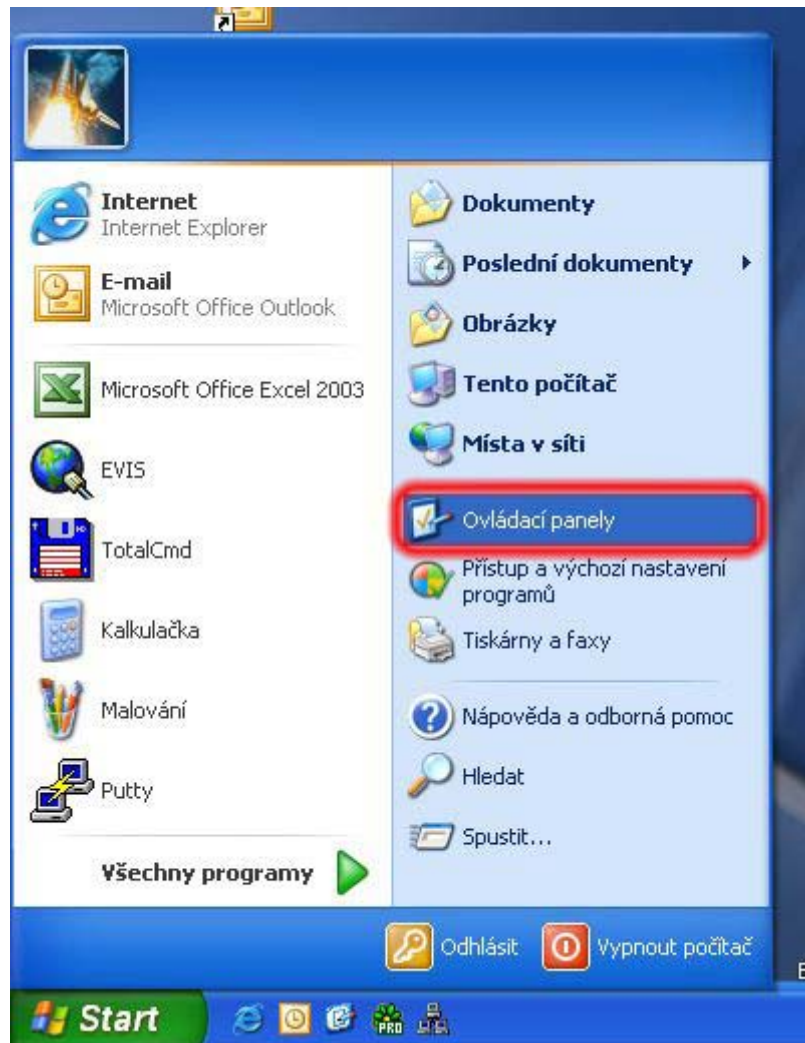 Internet
Internet Explorer
E-mail
Microsoft Office Outlook
Microsoft Office Excel 2003
EVIS
TotalCmd
Kalkulačka
Malování
Putty
Všechny programy
Dokumenty
Poslední dokumenty
Obrázky
Tento počítač
Místa v síti
Ovládací panely
Přístup a výchozí nastavení
programů
Tiskárny a faxy
Nápověda a odborná pomoc
Hledat
Spustit...
Odhlásit
Vypnout počítač
E
Start
PRO